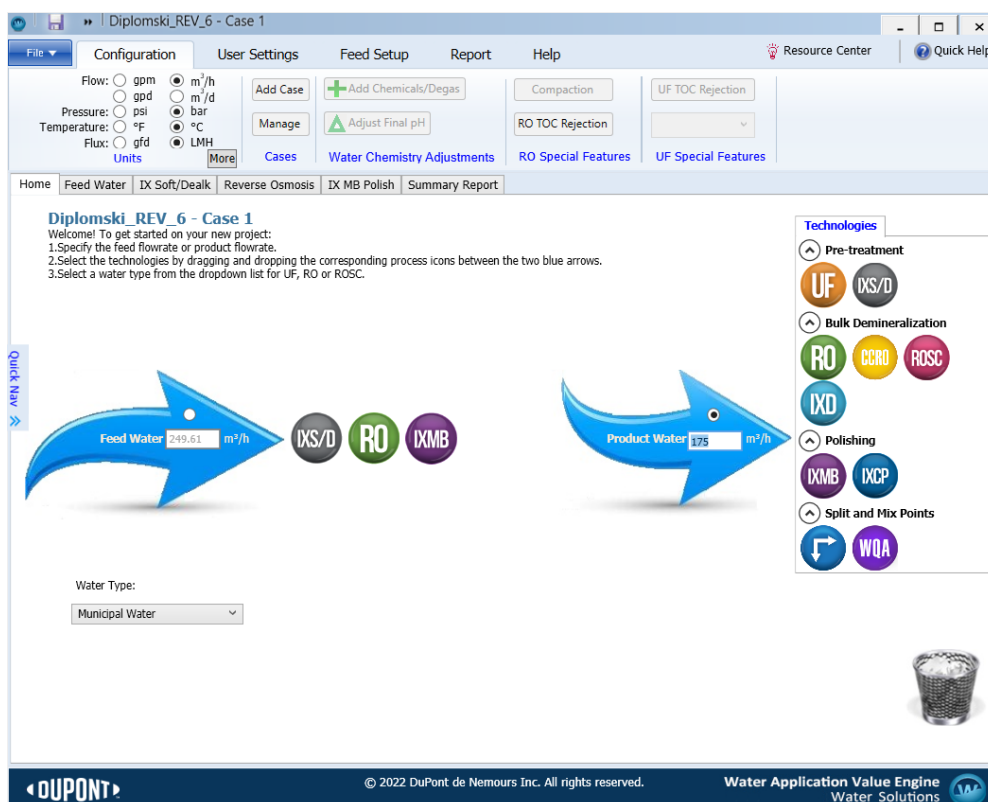 Diplomski_REV_6 - Case 1
File Configuration User Settings Feed Setup Report Help Resource Center Quick Help
Flow: gpm m³/h
gpd m³/d
Pressure: psi bar
Temperature: °F °C
Flux: gfd LMH
Units More
Add Case
Manage
Cases
Add Chemicals/Degas
Adjust Final pH
Water Chemistry Adjustments
Compaction
RO TOC Rejection
RO Special Features
UF TOC Rejection
UF Special Features
Home Feed Water IX Soft/Dealk Reverse Osmosis IX MB Polish Summary Report
Diplomski_REV_6 - Case 1
Welcome! To get started on your new project:
1.Specify the feed flowrate or product flowrate.
2.Select the technologies by dragging and dropping the corresponding process icons between the two blue arrows.
3.Select a water type from the dropdown list for UF, RO or ROSC.
Quick Nav
Feed Water 249.61 m³/h
IXS/D RO IXMB
Product Water 175 m³/h
Technologies
Pre-treatment
UF IXS/D
Bulk Demineralization
RO CCRO ROSC
IXD
Polishing
IXMB IXCP
Split and Mix Points
WQA
Water Type:
Municipal Water
DUPONT
© 2022 DuPont de Nemours Inc. All rights reserved.
Water Application Value Engine
Water Solutions